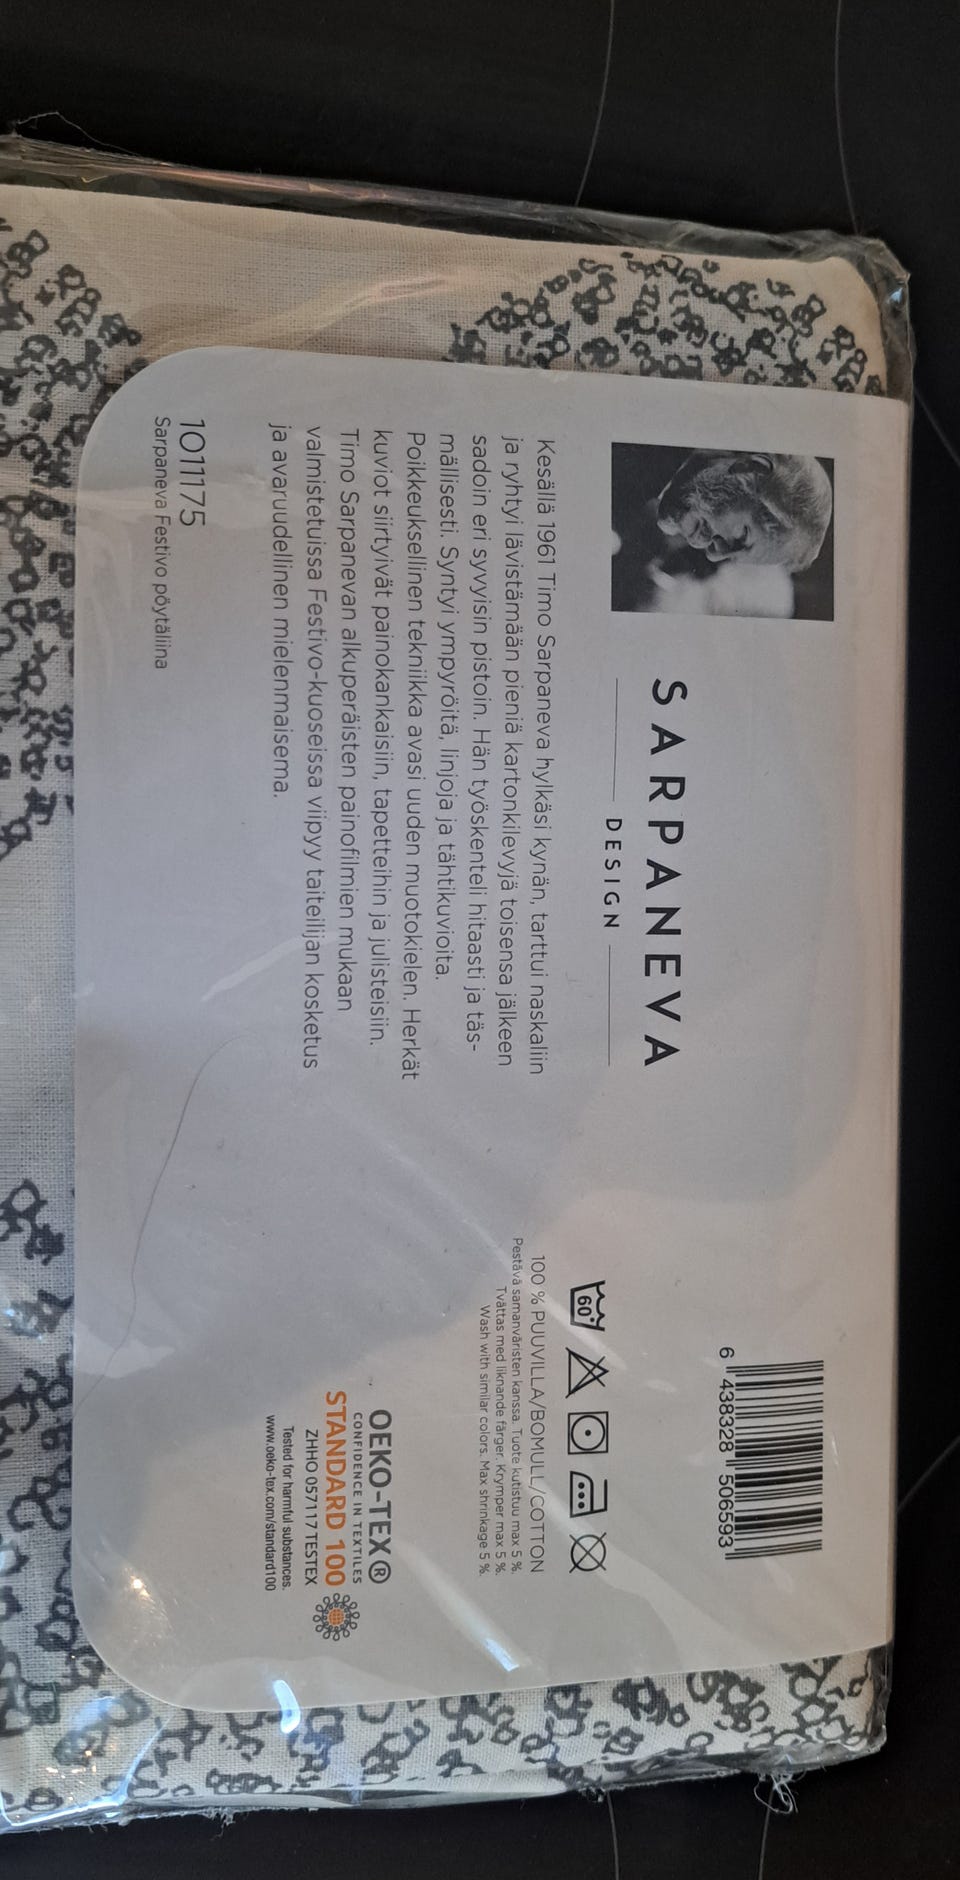 SARPANEVA
DESIGN
Kesällä 1961 Timo Sarpaneva hylkäsi kynän, tarttui naskaliin
ja ryhtyi lävistämään pieniä kartonkilevyjä toisensa jälkeen
sadoin eri syvyisin pistoin. Hän työskenteli hitaasti ja täs-
mällisesti. Syntyi ympyröitä, linjoja ja tähtikuvioita.
Poikkeuksellinen tekniikka avasi uuden muotokielen. Herkät
kuviot siirtyivät painokankaisiin, tapetteihin ja julisteisiin.
Timo Sarpanevan alkuperäisten painofilmien mukaan
valmistetuissa Festivo-kuoseissa viipyy taiteilijan kosketus
ja avaruudellinen mielenmaisema.
1011175
Sarpaneva Festivo pöytäliina
6 438328 506593
60°
100 % PUUVILLA/BOMULL/COTTON
Pestävä samanväristen kanssa. Tuote kutistuu max 5 %.
Tvättas med liknande färger. Krymper max 5 %.
Wash with similar colors. Max shrinkage 5 %.
OEKO-TEX®
CONFIDENCE IN TEXTILES
STANDARD 100
ZHHO 057117 TESTEX
Tested for harmful substances.
www.oeko-tex.com/standard100